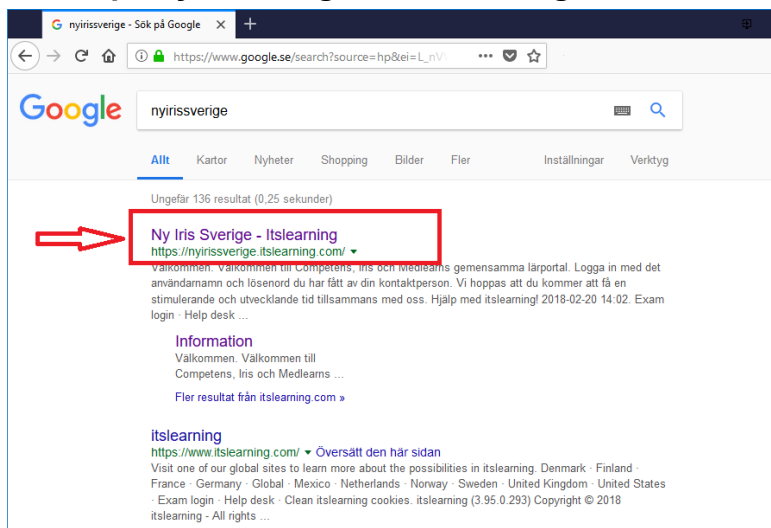 nyirissverige - Sök på Google
https://www.google.se/search?source=hp&ei=L_nV
Google
nyirissverige
Allt Kartor Nyheter Shopping Bilder Fler Inställningar Verktyg
Ungefär 136 resultat (0,25 sekunder)
Ny Iris Sverige - Itslearning
https://nyirissverige.itslearning.com/
Välkommen. Välkommen till Competens, Iris och Medlearns gemensamma lärportal. Logga in med det
användarnamn och lösenord du har fått av din kontaktperson. Vi hoppas att du kommer att få en
stimulerande och utvecklande tid tillsammans med oss. Hjälp med itslearning! 2018-02-20 14:02. Exam
login · Help desk ...
Information
Välkommen. Välkommen till
Competens, Iris och Medlearns ...
Fler resultat från itslearning.com »
itslearning
https://www.itslearning.com/ Översätt den här sidan
Visit one of our global sites to learn more about the possibilities in itslearning. Denmark · Finland ·
France · Germany · Global · Mexico · Netherlands · Norway · Sweden · United Kingdom · United States
· Exam login · Help desk · Clean itslearning cookies. itslearning (3.95.0.293) Copyright © 2018
itslearning - All rights ...